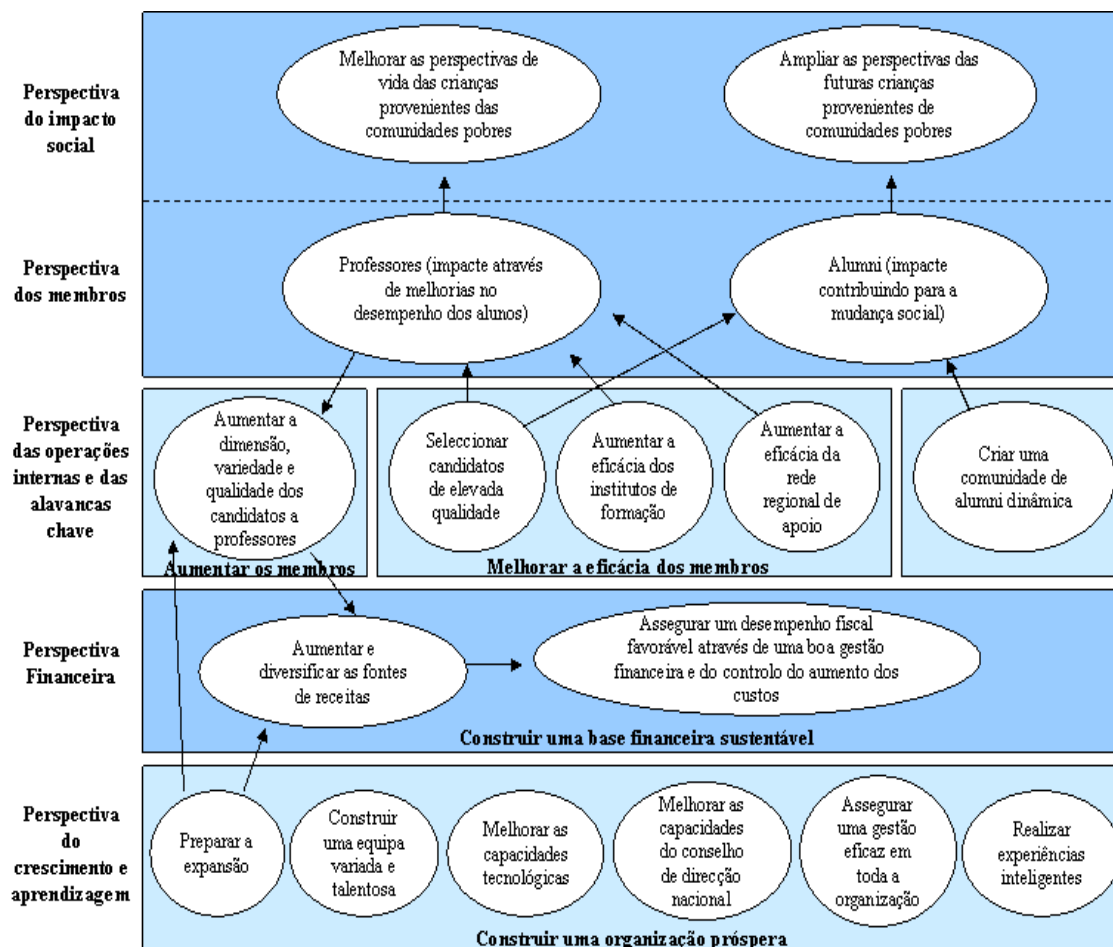 Perspectiva
do impacto
social
Melhorar as perspectivas de
vida das crianças
provenientes das
comunidades pobres
Ampliar as perspectivas das
futuras crianças
provenientes de
comunidades pobres
Perspectiva
dos membros
Professores (impacte através
de melhorias no
desempenho dos alunos)
Alumni (impacte
contribuindo para a
mudança social)
Perspectiva
das operações
internas e das
alavancas
chave
Aumentar a
dimensão,
variedade e
qualidade dos
candidatos a
professores
Aumentar os membros
Seleccionar
candidatos
de elevada
qualidade
Aumentar a
eficácia dos
institutos de
formação
Aumentar a
eficácia da
rede
regional de
apoio
Melhorar a eficácia dos membros
Criar uma
comunidade de
alumni dinâmica
Perspectiva
Financeira
Aumentar e
diversificar as fontes
de receitas
Assegurar um desempenho fiscal
favorável através de uma boa gestão
financeira e do controlo do aumento dos
custos
Construir uma base financeira sustentável
Perspectiva
do
crescimento e
aprendizagem
Preparar a
expansão
Construir
uma equipa
variada e
talentosa
Melhorar as
capacidades
tecnológicas
Melhorar as
capacidades
do conselho
de direcção
nacional
Assegurar
uma gestão
eficaz em
toda a
organização
Realizar
experiências
inteligentes
Construir uma organização próspera